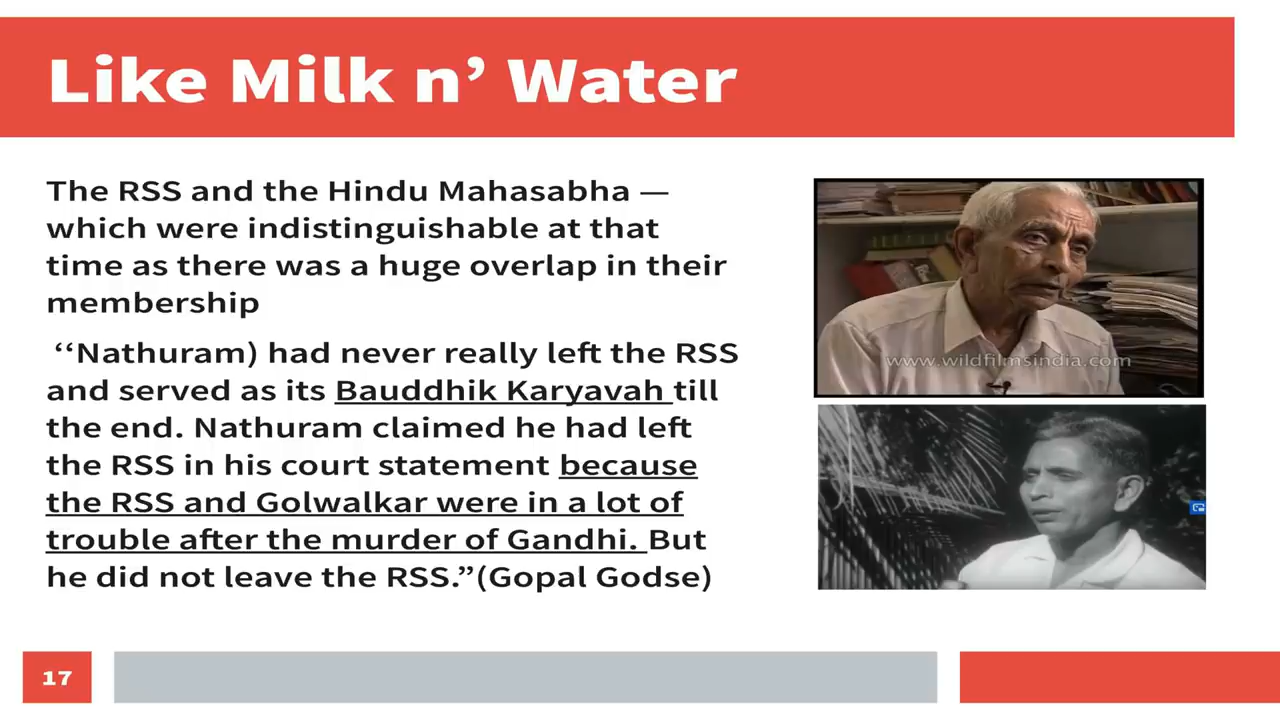 Like Milk n’ Water
The RSS and the Hindu Mahasabha —
which were indistinguishable at that
time as there was a huge overlap in their
membership
‘‘Nathuram) had never really left the RSS
and served as its Bauddhik Karyavah till
the end. Nathuram claimed he had left
the RSS in his court statement because
the RSS and Golwalkar were in a lot of
trouble after the murder of Gandhi. But
he did not leave the RSS.”(Gopal Godse)
www.wildfilmsindia.com
17